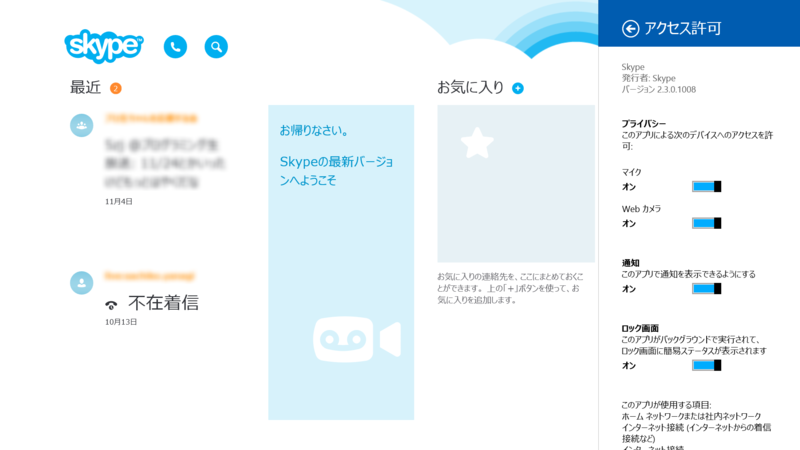 skype
最近 2
11月4日
不在着信
10月13日
お帰りなさい。
Skypeの最新バージョ
ンへようこそ
お気に入り
お気に入りの連絡先を、ここにまとめておくこ
とができます。 上の「＋」ボタンを使って、お
気に入りを追加します。
アクセス許可
Skype
発行者: Skype
バージョン 2.3.0.1008
プライバシー
このアプリによる次のデバイスへのアクセスを許
可:
マイク
オン
Web カメラ
オン
通知
このアプリで通知を表示できるようにする
オン
ロック画面
このアプリがバックグラウンドで実行されて、
ロック画面に簡易ステータスが表示されます
オン
このアプリが使用する項目:
ホーム ネットワークまたは社内ネットワーク
インターネット接続 (インターネットからの着信
接続など)
インターネット接続